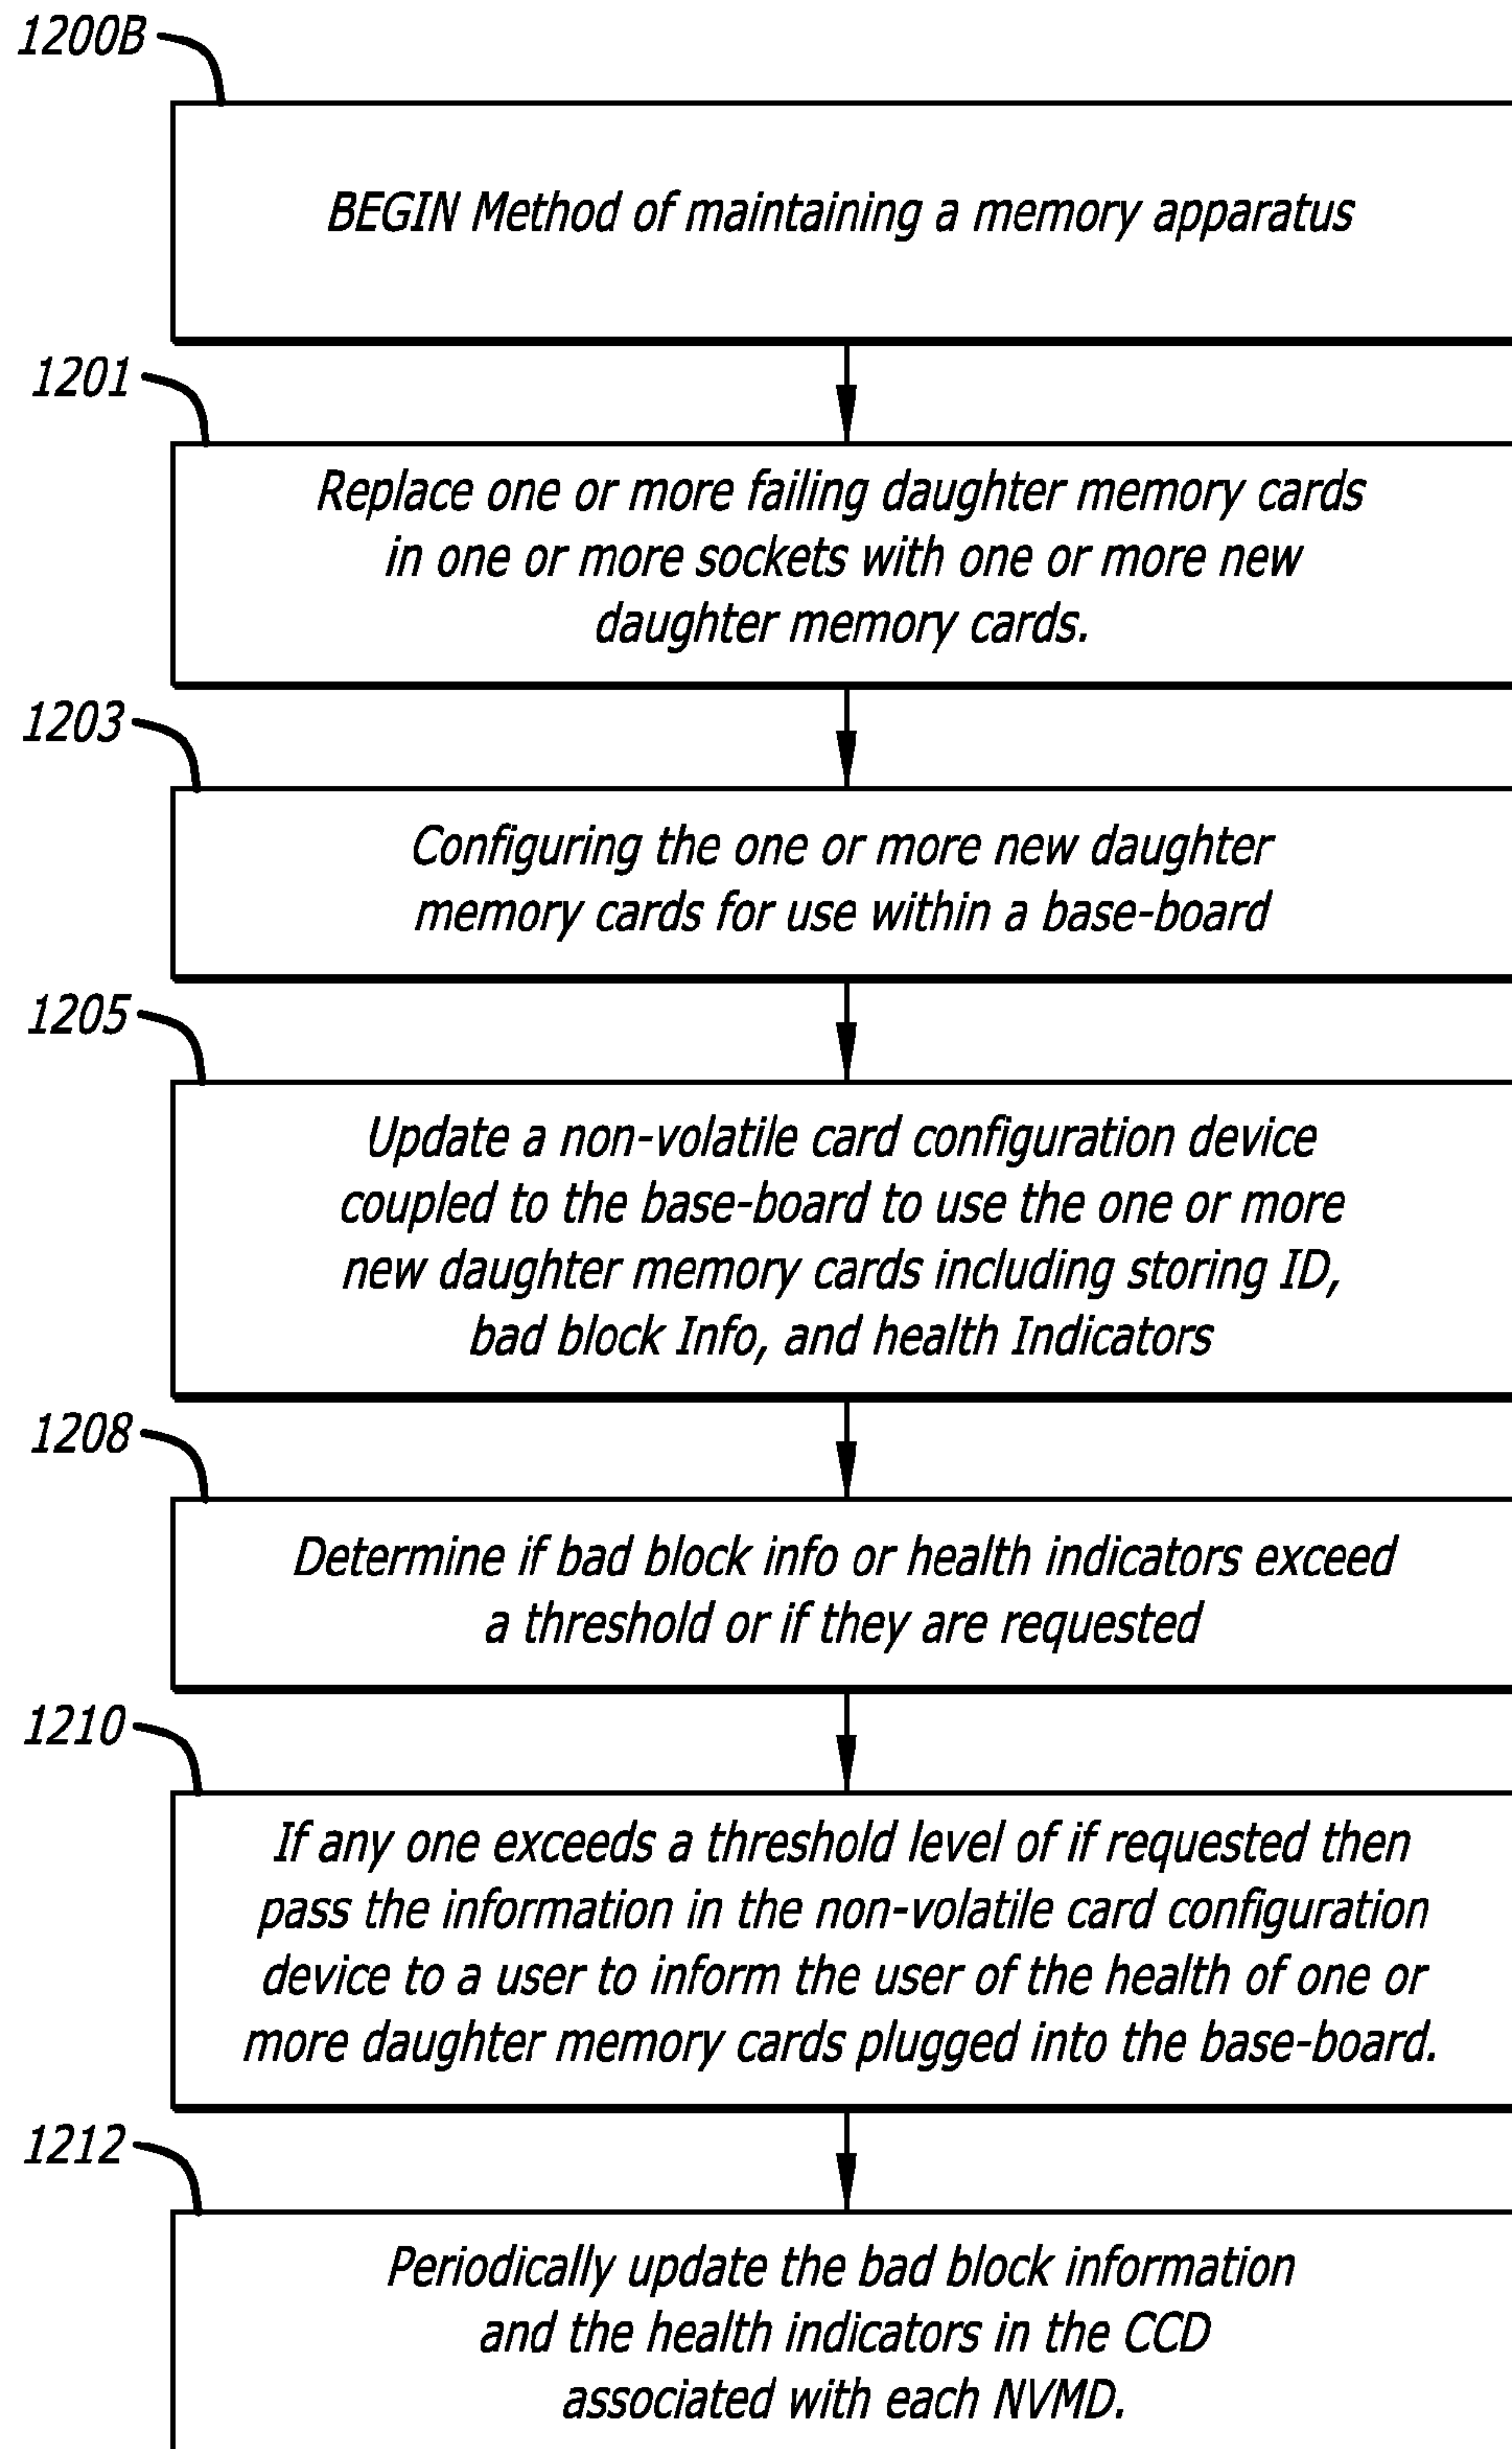 1200B
BEGIN Method of maintaining a memory apparatus
1201
Replace one or more failing daughter memory cards
in one or more sockets with one or more new
daughter memory cards.
1203
Configuring the one or more new daughter
memory cards for use within a base-board
1205
Update a non-volatile card configuration device
coupled to the base-board to use the one or more
new daughter memory cards including storing ID,
bad block Info, and health Indicators
1208
Determine if bad block info or health indicators exceed
a threshold or if they are requested
1210
If any one exceeds a threshold level of if requested then
pass the information in the non-volatile card configuration
device to a user to inform the user of the health of one or
more daughter memory cards plugged into the base-board.
1212
Periodically update the bad block information
and the health indicators in the CCD
associated with each NVMD.